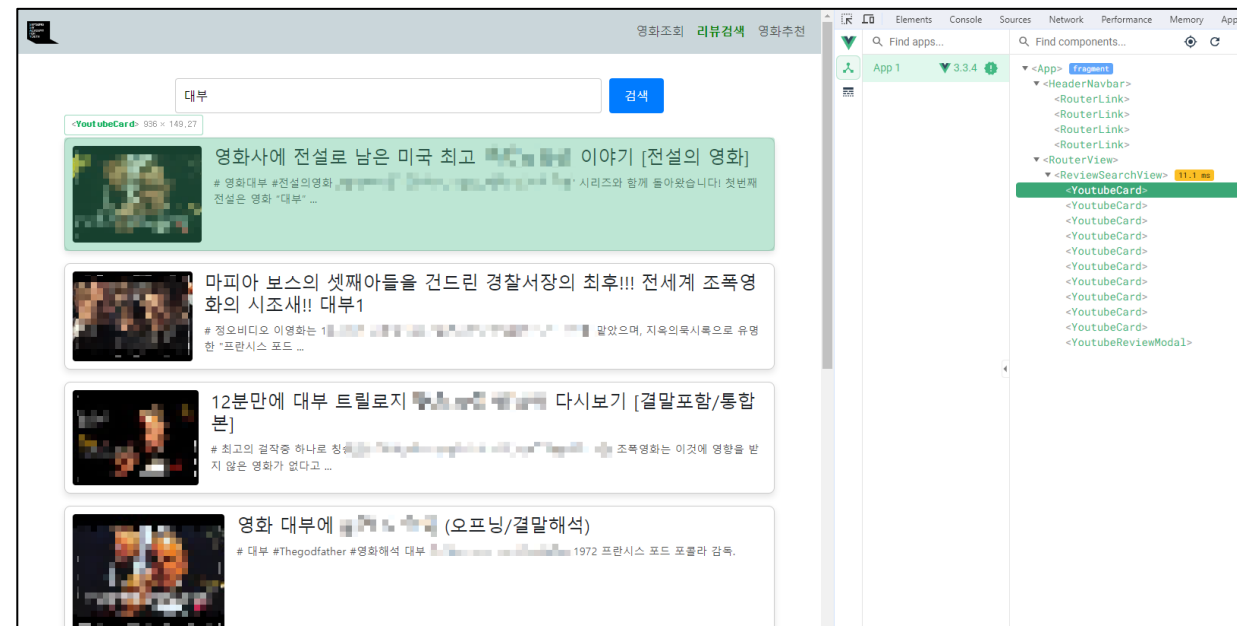 영화조회 리뷰검색 영화추천
대부
검색
<YoutubeCard> 936 × 149.27
영화사에 전설로 남은 미국 최고 이야기 [전설의 영화]
# 영화대부 #전설의영화 시리즈와 함께 돌아왔습니다! 첫번째
전설은 영화 "대부" ...
마피아 보스의 셋째아들을 건드린 경찰서장의 최후!!! 전세계 조폭영
화의 시조새!! 대부1
# 정오비디오 이영화는 1 맡았으며, 지옥의묵시록으로 유명
한 "프란시스 포드 ...
12분만에 대부 트릴로지 다시보기 [결말포함/통합
본]
# 최고의 걸작중 하나로 조폭영화는 이것에 영향을 받
지 않은 영화가 없다고 ...
영화 대부에 (오프닝/결말해석)
# 대부 #Thegodfather #영화해석 대부 1972 프란시스 포드 포콜라 감독.
Elements Console Sources Network Performance Memory App
Find apps...
Find components...
App 1
3.3.4
<App> fragment
<HeaderNavbar>
<RouterLink>
<RouterLink>
<RouterLink>
<RouterLink>
<RouterView>
<ReviewSearchView> 11.1 ms
<YoutubeCard>
<YoutubeCard>
<YoutubeCard>
<YoutubeCard>
<YoutubeCard>
<YoutubeCard>
<YoutubeCard>
<YoutubeCard>
<YoutubeCard>
<YoutubeCard>
<YoutubeReviewModal>